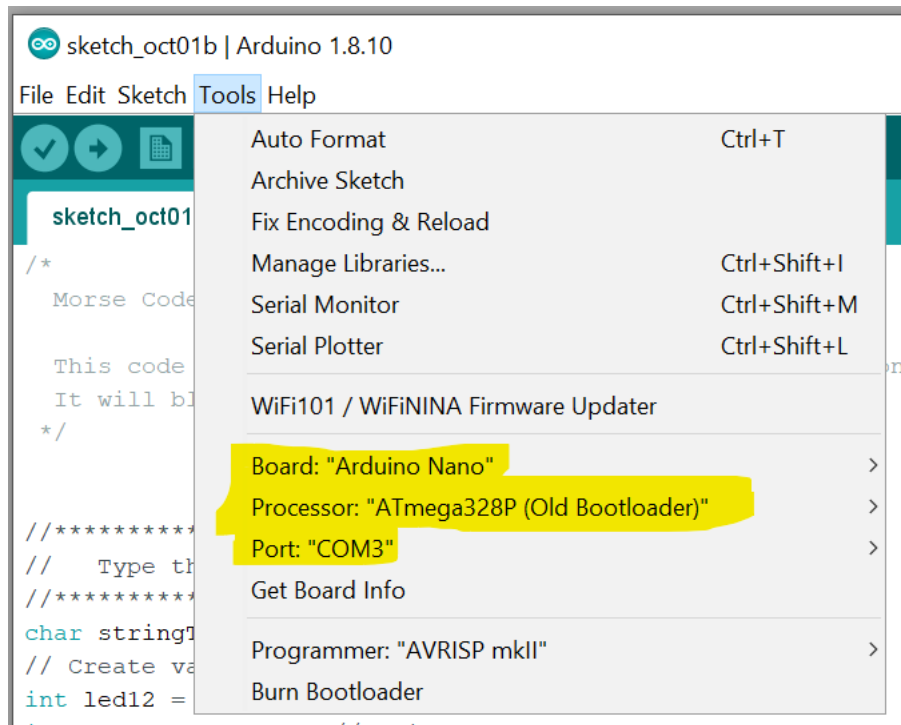 sketch_oct01b | Arduino 1.8.10
File Edit Sketch Tools Help
Auto Format Ctrl+T
Archive Sketch
sketch_oct01
Fix Encoding & Reload
/*
Manage Libraries... Ctrl+Shift+I
Morse Code
Serial Monitor Ctrl+Shift+M
Serial Plotter Ctrl+Shift+L
This code
It will bl
WiFi101 / WiFiNINA Firmware Updater
*/
Board: "Arduino Nano"
Processor: "ATmega328P (Old Bootloader)"
//***********
Port: "COM3"
// Type th
Get Board Info
//***********
char stringT
Programmer: "AVRISP mkII"
// Create va
Burn Bootloader
int led12 =